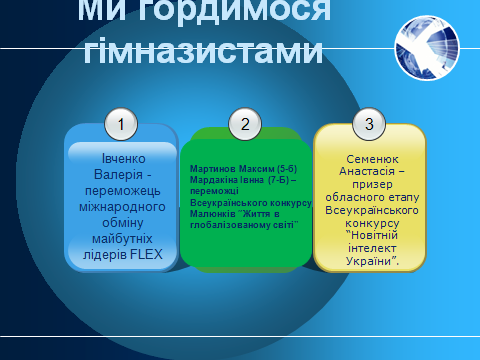 Ми гордимося
гімназистами
1
2
3
Івченко
Валерія -
переможець
міжнародного
обміну
майбутніх
лідерів FLEX
Мартинов Максим (5-б)
Мардакіна Івнна (7-Б) –
переможці
Всеукраїнського конкурсу
Малюнків "Життя в
глобалізованому світі"
Семенюк
Анастасія –
призер
обласного етапу
Всеукраїнського
конкурсу
"Новітній
інтелект
України".